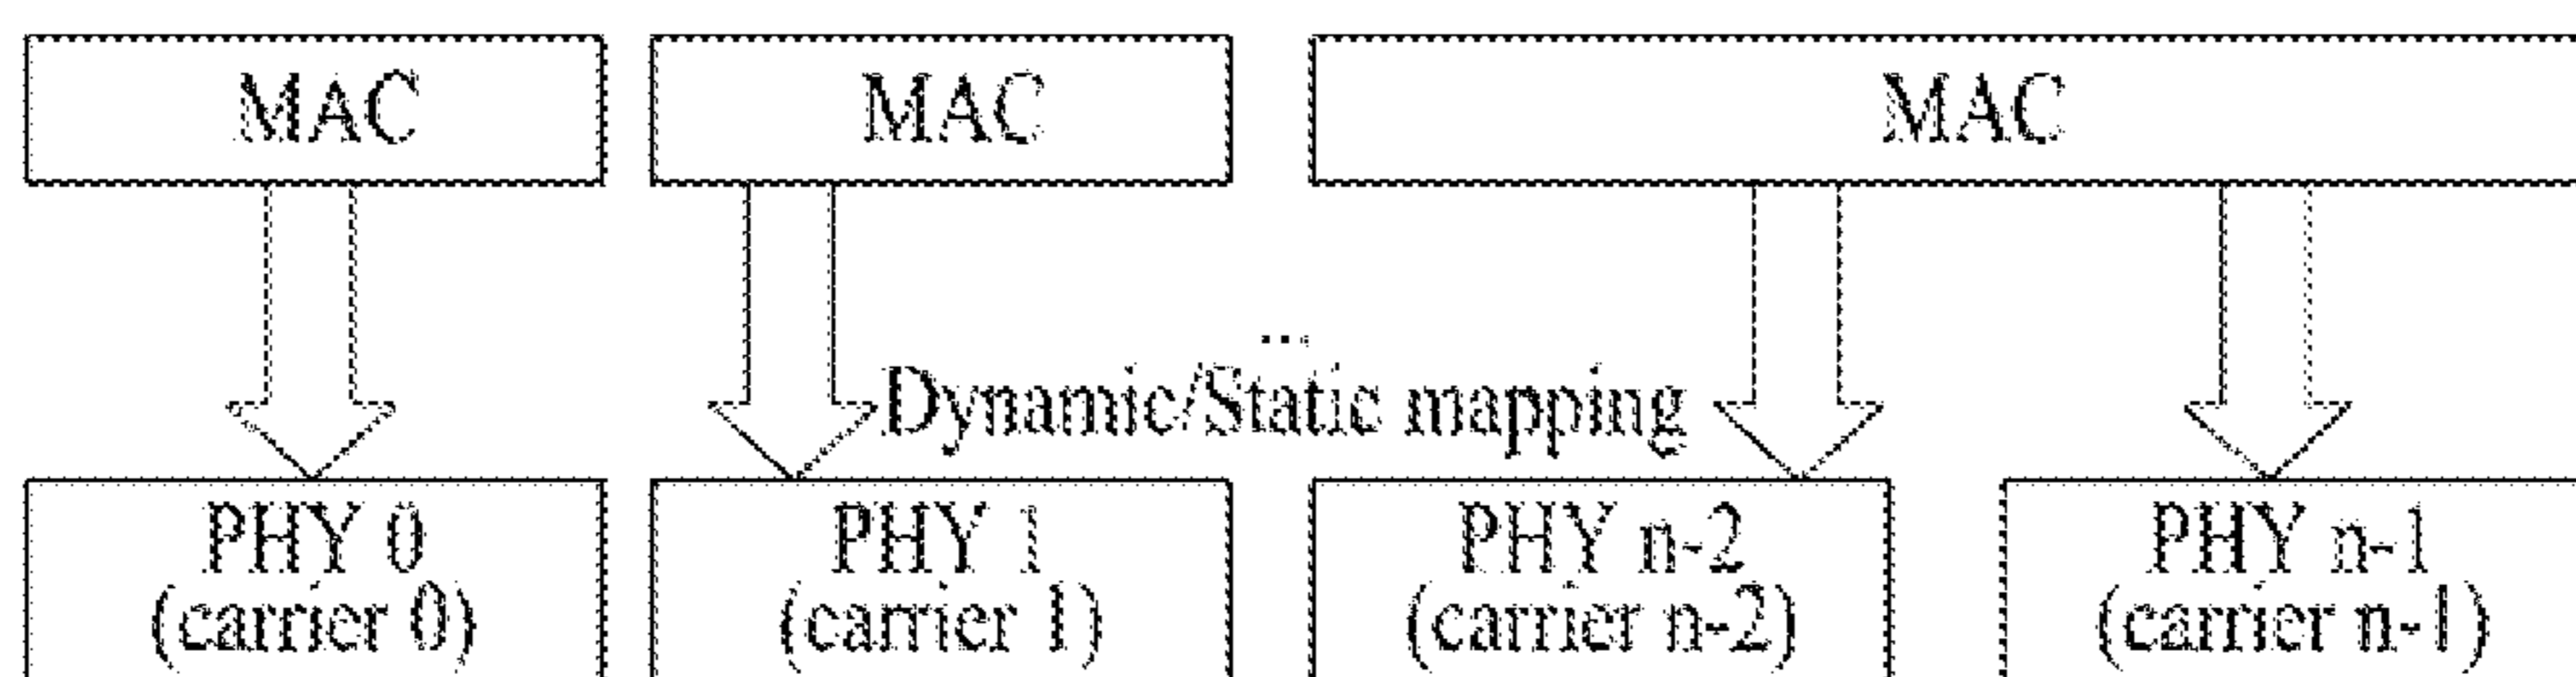 MAC
MAC
MAC
...
Dynamic/Static mapping
PHY 0
(carrier 0)
PHY 1
(carrier 1)
PHY n-2
(carrier n-2)
PHY n-1
(carrier n-1)